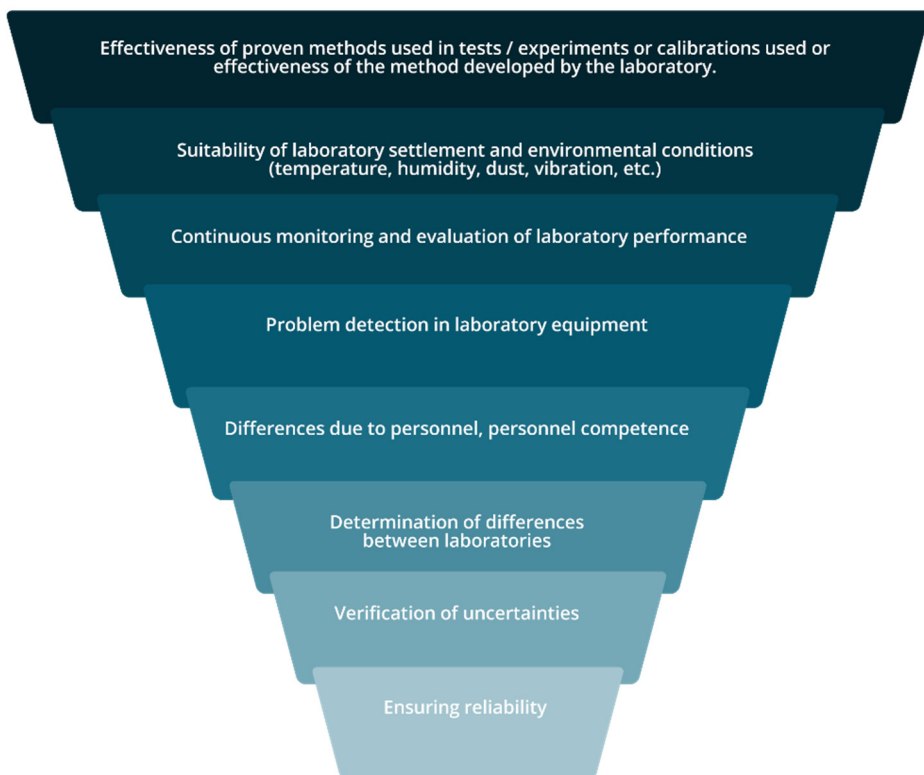 Effectiveness of proven methods used in tests / experiments or calibrations used or
effectiveness of the method developed by the laboratory.
Suitability of laboratory settlement and environmental conditions
(temperature, humidity, dust, vibration, etc.)
Continuous monitoring and evaluation of laboratory performance
Problem detection in laboratory equipment
Differences due to personnel, personnel competence
Determination of differences
between laboratories
Verification of uncertainties
Ensuring reliability